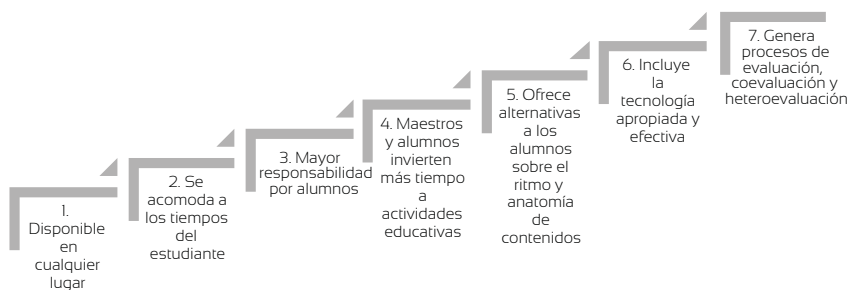 1.
Disponible
en
cualquier
lugar
2. Se
acomoda a
los tiempos
del
estudiante
3. Mayor
responsabilidad
por alumnos
4. Maestros
y alumnos
invierten
más tiempo
a
actividades
educativas
5. Ofrece
alternativas
a los
alumnos
sobre el
ritmo y
anatomía
de
contenidos
6. Incluye
la
tecnología
apropiada y
efectiva
7. Genera
procesos de
evaluación,
coevaluación y
heteroevaluación